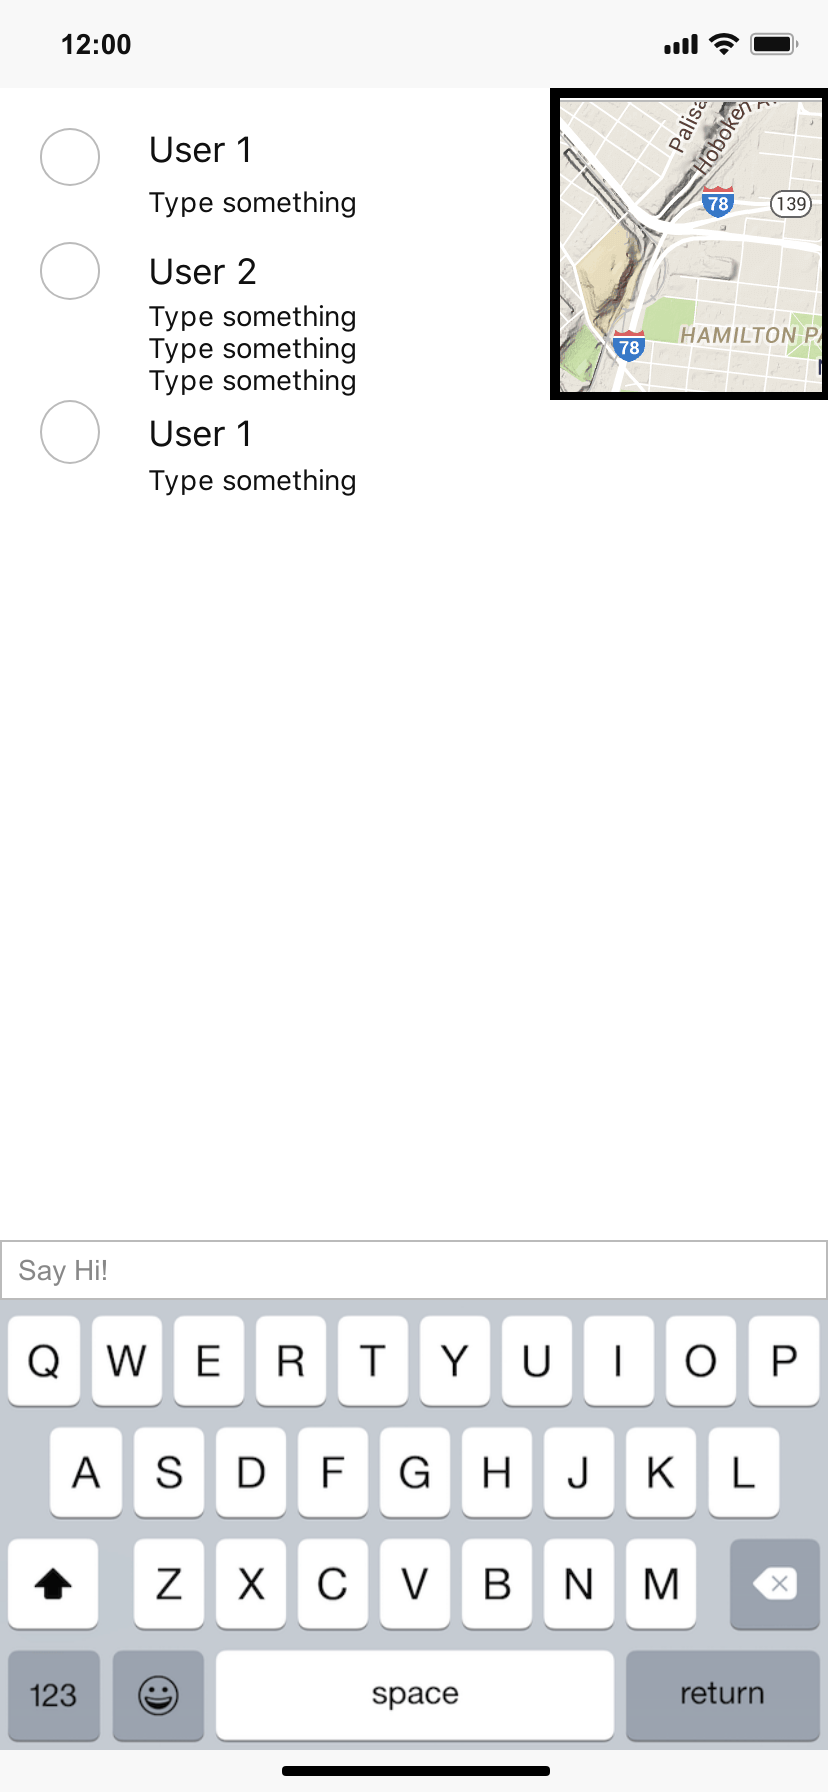 12:00
User 1
Type something
User 2
Type something
Type something
Type something
User 1
Type something
Hoboken
78
139
HAMILTON
78
Say Hi!
Q W E R T Y U I O P
A S D F G H J K L
Z X C V B N M
123 space return